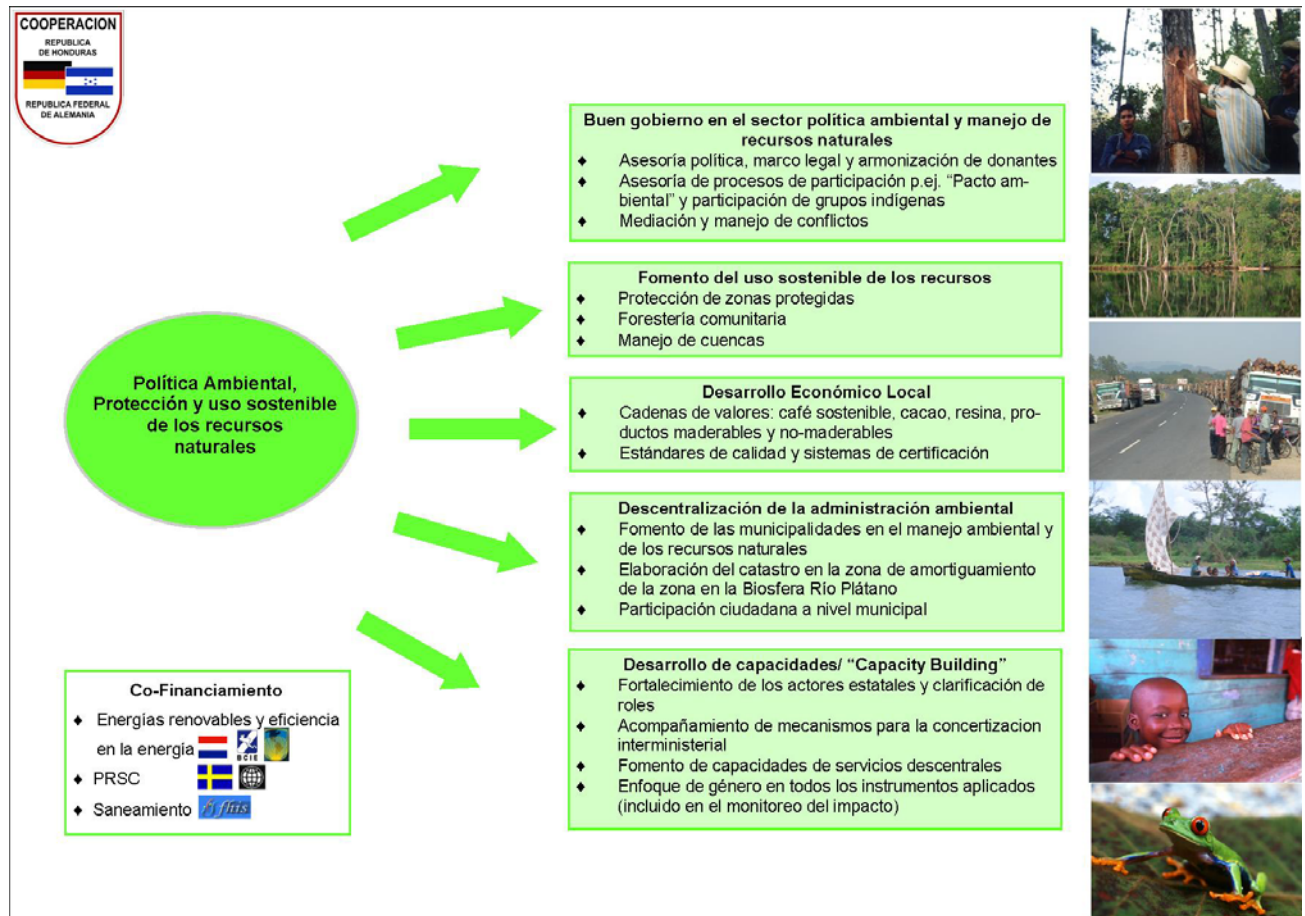 COOPERACION
REPUBLICA
DE HONDURAS
REPUBLICA FEDERAL
DE ALEMANIA
Política Ambiental,
Protección y uso sostenible
de los recursos
naturales
Buen gobierno en el sector política ambiental y manejo de
recursos naturales
♦ Asesoría política, marco legal y armonización de donantes
♦ Asesoría de procesos de participación p.ej. “Pacto am-
biental” y participación de grupos indígenas
♦ Mediación y manejo de conflictos
Fomento del uso sostenible de los recursos
♦ Protección de zonas protegidas
♦ Forestería comunitaria
♦ Manejo de cuencas
Desarrollo Económico Local
♦ Cadenas de valores: café sostenible, cacao, resina, pro-
ductos maderables y no-maderables
♦ Estándares de calidad y sistemas de certificación
Descentralización de la administración ambiental
♦ Fomento de las municipalidades en el manejo ambiental y
de los recursos naturales
♦ Elaboración del catastro en la zona de amortiguamiento
de la zona en la Biosfera Río Plátano
♦ Participación ciudadana a nivel municipal
Desarrollo de capacidades/ “Capacity Building”
♦ Fortalecimiento de los actores estatales y clarificación de
roles
♦ Acompañamiento de mecanismos para la concertizacion
interministerial
♦ Fomento de capacidades de servicios descentrales
♦ Enfoque de género en todos los instrumentos aplicados
(incluido en el monitoreo del impacto)
Co-Financiamiento
♦ Energías renovables y eficiencia
en la energía
BCIE
♦ PRSC
♦ Saneamiento
fhis